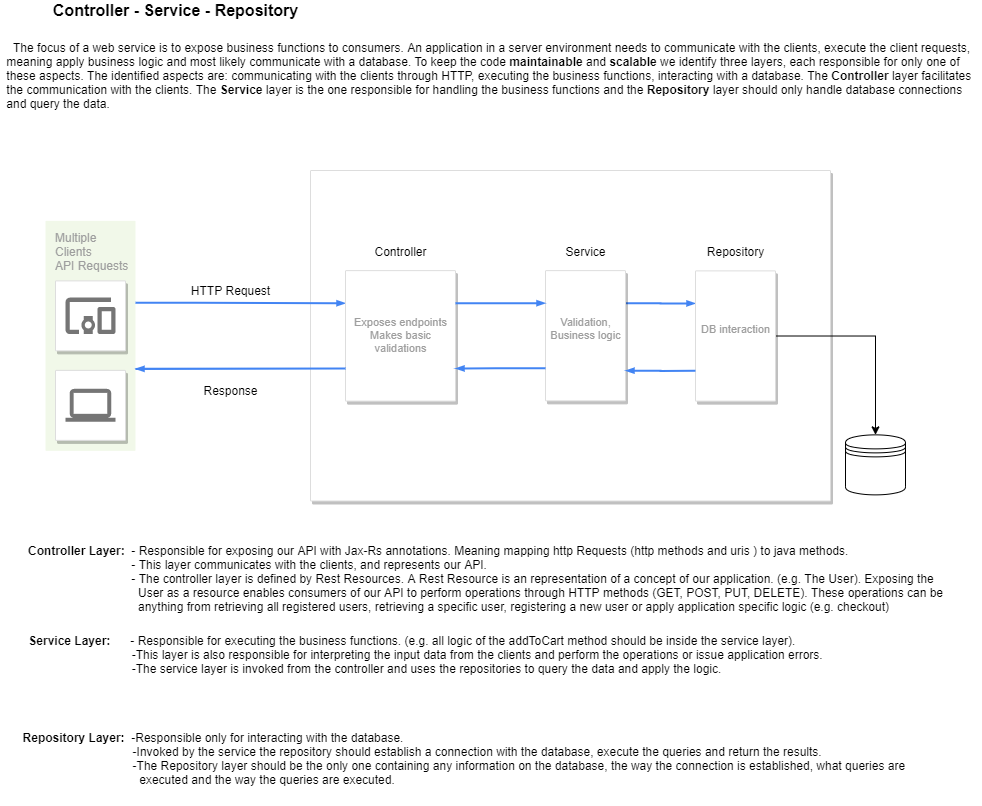 Controller - Service - Repository
The focus of a web service is to expose business functions to consumers. An application in a server environment needs to communicate with the clients, execute the client requests,
meaning apply business logic and most likely communicate with a database. To keep the code maintainable and scalable we identify three layers, each responsible for only one of
these aspects. The identified aspects are: communicating with the clients through HTTP, executing the business functions, interacting with a database. The Controller layer facilitates
the communication with the clients. The Service layer is the one responsible for handling the business functions and the Repository layer should only handle database connections
and query the data.
Multiple
Clients
API Requests
HTTP Request
Response
Controller
Exposes endpoints
Makes basic
validations
Service
Validation,
Business logic
Repository
DB interaction
Controller Layer: - Responsible for exposing our API with Jax-Rs annotations. Meaning mapping http Requests (http methods and uris ) to java methods.
- This layer communicates with the clients, and represents our API.
- The controller layer is defined by Rest Resources. A Rest Resource is an representation of a concept of our application. (e.g. The User). Exposing the
User as a resource enables consumers of our API to perform operations through HTTP methods (GET, POST, PUT, DELETE). These operations can be
anything from retrieving all registered users, retrieving a specific user, registering a new user or apply application specific logic (e.g. checkout)
Service Layer: - Responsible for executing the business functions. (e.g. all logic of the addToCart method should be inside the service layer).
-This layer is also responsible for interpreting the input data from the clients and perform the operations or issue application errors.
-The service layer is invoked from the controller and uses the repositories to query the data and apply the logic.
Repository Layer: -Responsible only for interacting with the database.
-Invoked by the service the repository should establish a connection with the database, execute the queries and return the results.
-The Repository layer should be the only one containing any information on the database, the way the connection is established, what queries are
executed and the way the queries are executed.